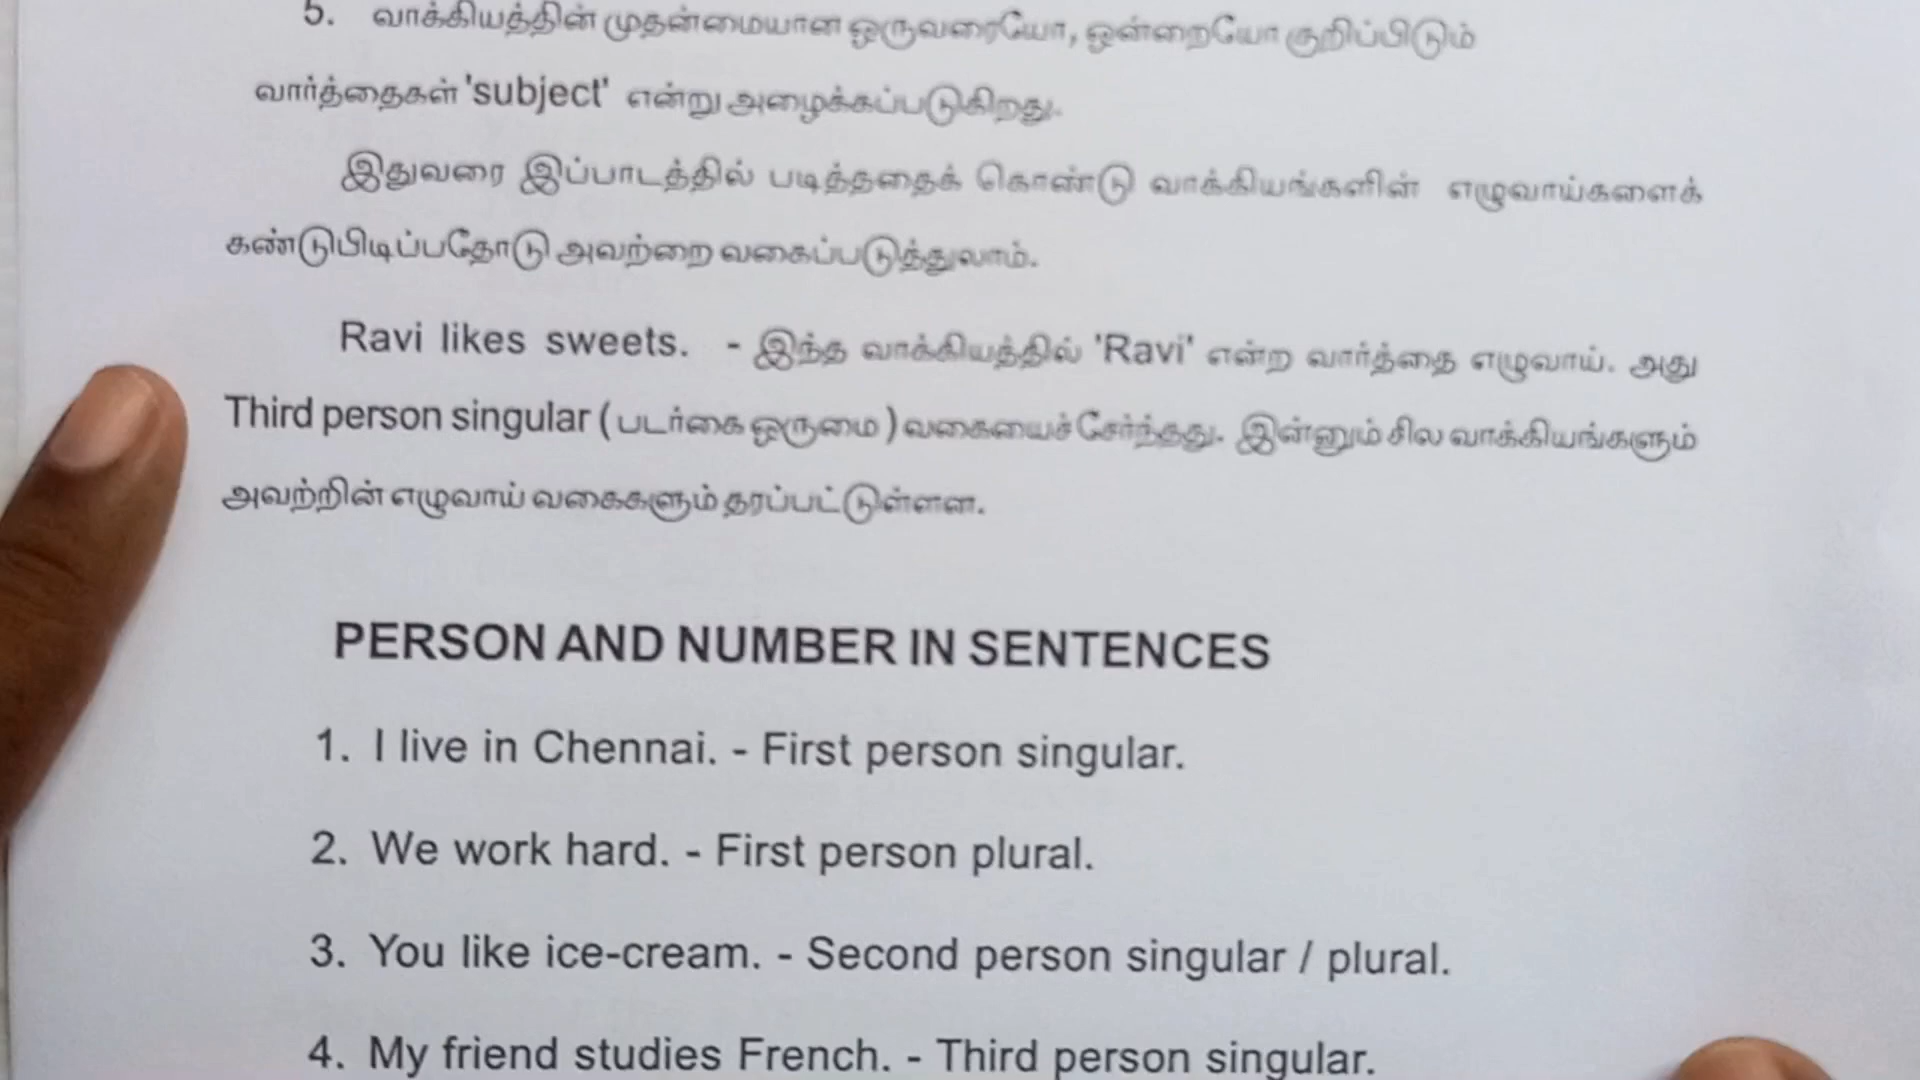 5. வாக்கியத்தின் முதன்மையான ஒருவரையோ, ஒன்றையோ குறிப்பிடும்
வார்த்தைகள் 'subject' என்று அழைக்கப்படுகிறது.
இதுவரை இப்பாடத்தில் படித்ததைக் கொண்டு வாக்கியங்களின் எழுவாய்களைக்
கண்டுபிடிப்பதோடு அவற்றை வகைப்படுத்துவாம்.
Ravi likes sweets. - இந்த வாக்கியத்தில் 'Ravi' என்ற வார்த்தை எழுவாய். அது
Third person singular ( படர்கை ஒருமை ) வகையைச் சேர்ந்தது. இன்னும் சில வாக்கியங்களும்
அவற்றின் எழுவாய் வகைகளும் தரப்பட்டுள்ளன.
PERSON AND NUMBER IN SENTENCES
1. I live in Chennai. - First person singular.
2. We work hard. - First person plural.
3. You like ice-cream. - Second person singular / plural.
4. My friend studies French. - Third person singular.